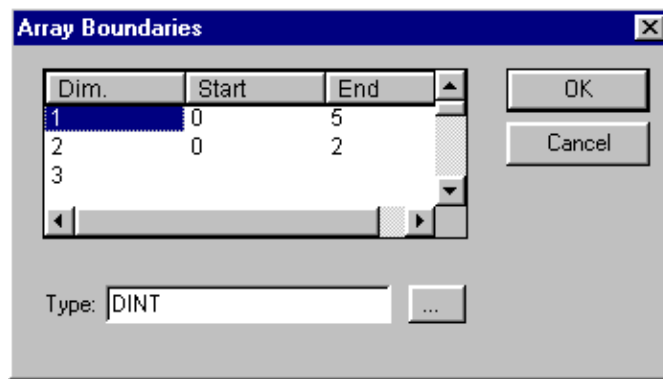 Array Boundaries
Dim. Start End
1 0 5
2 0 2
3
OK
Cancel
Type: DINT ...